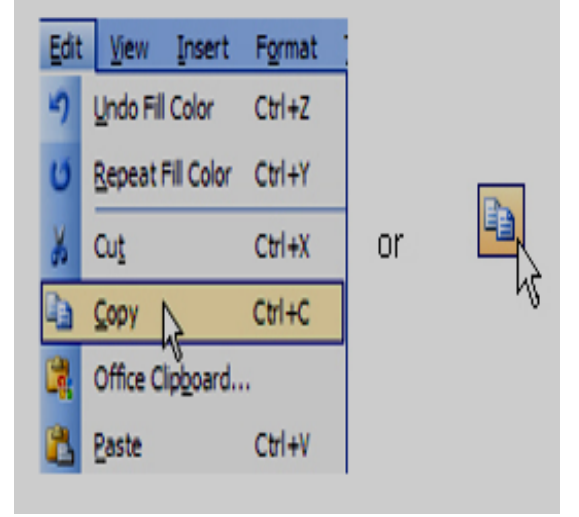 Edit View Insert Format
Undo Fill Color Ctrl+Z
Repeat Fill Color Ctrl+Y
Cut Ctrl+X
or
Copy Ctrl+C
Office Clipboard...
Paste Ctrl+V